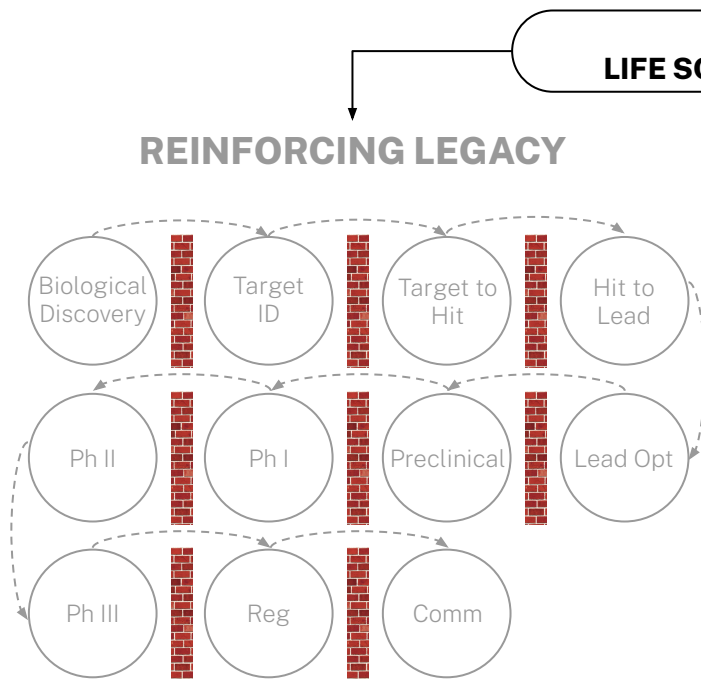 LIFE
REINFORCING LEGACY
Biological
Discovery
Target
ID
Target to
Hit
Hit to
Lead
Ph II
Ph I
Preclinical
Lead Opt
Ph III
Reg
Comm